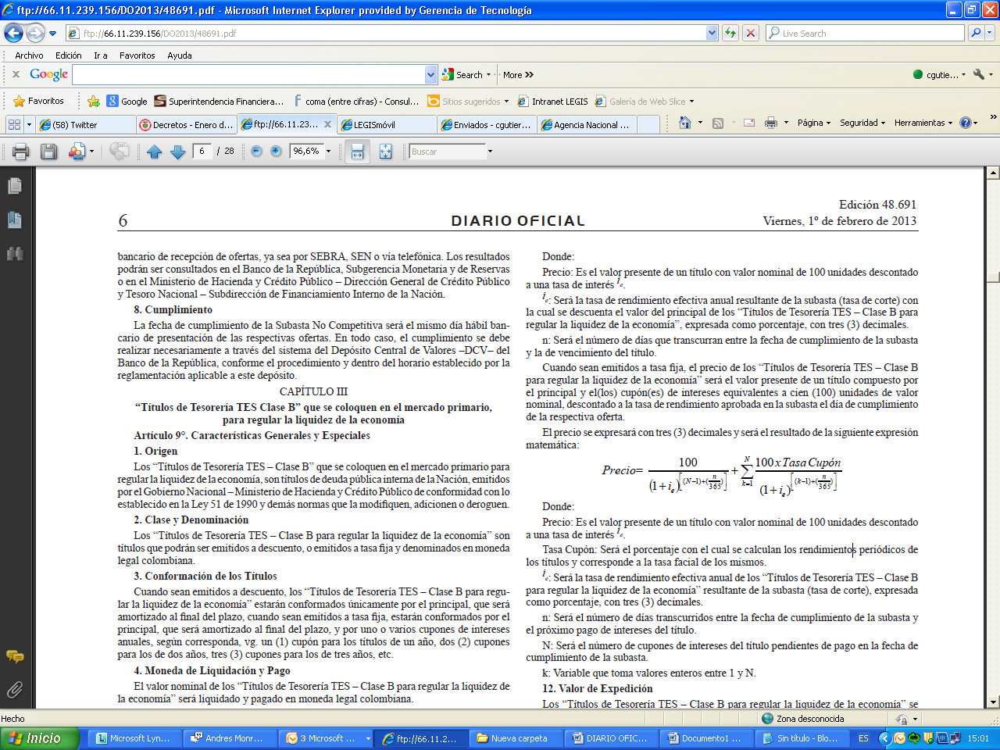 ftp://66.11.239.156/DO2013/48691.pdf - Microsoft Internet Explorer provided by Gerencia de Tecnología
ftp://66.11.239.156/DO2013/48691.pdf
Live Search
Archivo Edición Ir a Favoritos Ayuda
x Google Search More » cgutie...
Favoritos Google Superintendencia Financiera... coma (entre cifras) - Consul... Sitios sugeridos Intranet LEGIS Galería de Web Slice
(58) Twitter Decretos - Enero d... ftp://66.11.23... LEGISmóvil Enviados - cgutier... Agencia Nacional ... Página Seguridad Herramientas »
6 / 28 96,6% Buscar
6
DIARIO OFICIAL
Edición 48.691
Viernes, 1º de febrero de 2013
bancario de recepción de ofertas, ya sea por SEBRA, SEN o vía telefónica. Los resultados
podrán ser consultados en el Banco de la República, Subgerencia Monetaria y de Reservas
o en el Ministerio de Hacienda y Crédito Público – Dirección General de Crédito Público
y Tesoro Nacional – Subdirección de Financiamiento Interno de la Nación.
8. Cumplimiento
La fecha de cumplimiento de la Subasta No Competitiva será el mismo día hábil ban-
cario de presentación de las respectivas ofertas. En todo caso, el cumplimiento se debe
realizar necesariamente a través del sistema del Depósito Central de Valores –DCV– del
Banco de la República, conforme el procedimiento y dentro del horario establecido por la
reglamentación aplicable a este depósito.
CAPÍTULO III
“Títulos de Tesorería TES Clase B” que se coloquen en el mercado primario,
para regular la liquidez de la economía
Artículo 9°. Características Generales y Especiales
1. Origen
Los “Títulos de Tesorería TES – Clase B” que se coloquen en el mercado primario para
regular la liquidez de la economía, son títulos de deuda pública interna de la Nación, emitidos
por el Gobierno Nacional – Ministerio de Hacienda y Crédito Público de conformidad con lo
establecido en la Ley 51 de 1990 y demás normas que la modifiquen, adicionen o deroguen.
2. Clase y Denominación
Los “Títulos de Tesorería TES – Clase B para regular la liquidez de la economía” son
títulos que podrán ser emitidos a descuento, o emitidos a tasa fija y denominados en moneda
legal colombiana.
3. Conformación de los Títulos
Cuando sean emitidos a descuento, los “Títulos de Tesorería TES – Clase B para regu-
lar la liquidez de la economía” estarán conformados únicamente por el principal, que será
amortizado al final del plazo, cuando sean emitidos a tasa fija, estarán conformados por el
principal, que será amortizado al final del plazo, y por uno o varios cupones de intereses
anuales, según corresponda, vg. un (1) cupón para los títulos de un año, dos (2) cupones
para los de dos años, tres (3) cupones para los de tres años, etc.
4. Moneda de Liquidación y Pago
El valor nominal de los “Títulos de Tesorería TES – Clase B para regular la liquidez de
la economía” será liquidado y pagado en moneda legal colombiana.
Donde:
Precio: Es el valor presente de un título con valor nominal de 100 unidades descontado
a una tasa de interés i_e.
i_e: Será la tasa de rendimiento efectiva anual resultante de la subasta (tasa de corte) con
la cual se descuenta el valor del principal de los “Títulos de Tesorería TES – Clase B para
regular la liquidez de la economía”, expresada como porcentaje, con tres (3) decimales.
n: Será el número de días que transcurran entre la fecha de cumplimiento de la subasta
y la de vencimiento del título.
Cuando sean emitidos a tasa fija, el precio de los “Títulos de Tesorería TES – Clase B
para regular la liquidez de la economía” será el valor presente de un título compuesto por
el principal y el(los) cupón(es) de intereses equivalentes a cien (100) unidades de valor
nominal, descontado a la tasa de rendimiento aprobada en la subasta el día de cumplimiento
de la respectiva oferta.
El precio se expresará con tres (3) decimales y será el resultado de la siguiente expresión
matemática:
Precio= 100 / (1 + i_e)^[(N−1)+(n/365)] + ∑_{k=1}^{N} 100 x Tasa Cupón / (1 + i_e)^[(k−1)+(n/365)]
Donde:
Precio: Es el valor presente de un título con valor nominal de 100 unidades descontado
a una tasa de interés i_e.
Tasa Cupón: Será el porcentaje con el cual se calculan los rendimientos periódicos de
los títulos y corresponde a la tasa facial de los mismos.
i_e: Será la tasa de rendimiento efectiva anual de los “Títulos de Tesorería TES – Clase B
para regular la liquidez de la economía” resultante de la subasta (tasa de corte), expresada
como porcentaje, con tres (3) decimales.
n: Será el número de días transcurridos entre la fecha de cumplimiento de la subasta y
el próximo pago de intereses del título.
N: Será el número de cupones de intereses del título pendientes de pago en la fecha de
cumplimiento de la subasta.
k: Variable que toma valores enteros entre 1 y N.
12. Valor de Expedición
Los “Títulos de Tesorería TES – Clase B para regular la liquidez de la economía” se
Hecho Zona desconocida
Inicio Microsoft Lyn... Andres Monr... 3 Microsoft ... ftp://66.11.2... Nueva carpeta DIARIO OFIC... Documento1 ... Sin título - Blo... ES 15:01